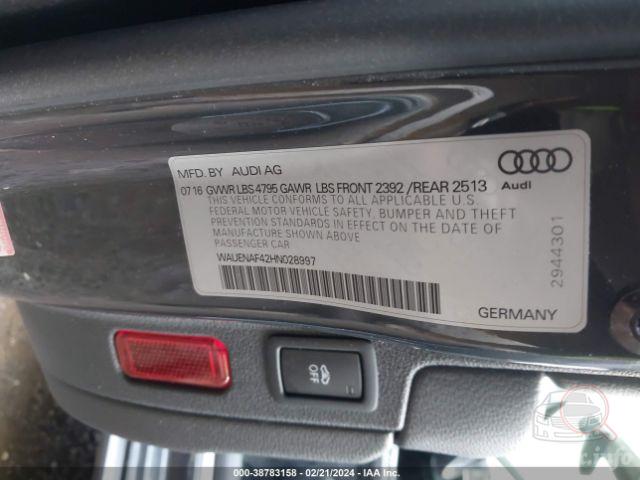 MFD. BY AUDI AG
07 16 GVWR LBS 4795 GAWR LBS FRONT 2392 /REAR 2513
THIS VEHICLE CONFORMS TO ALL APPLICABLE U.S.
FEDERAL MOTOR VEHICLE SAFETY, BUMPER AND THEFT
PREVENTION STANDARDS IN EFFECT ON THE DATE OF
MANUFACTURE SHOWN ABOVE
PASSENGER CAR
WAUENAF42HN028997
Audi
2944301
GERMANY
OFF
000-38783158 - 02/21/2024 - IAA Inc.